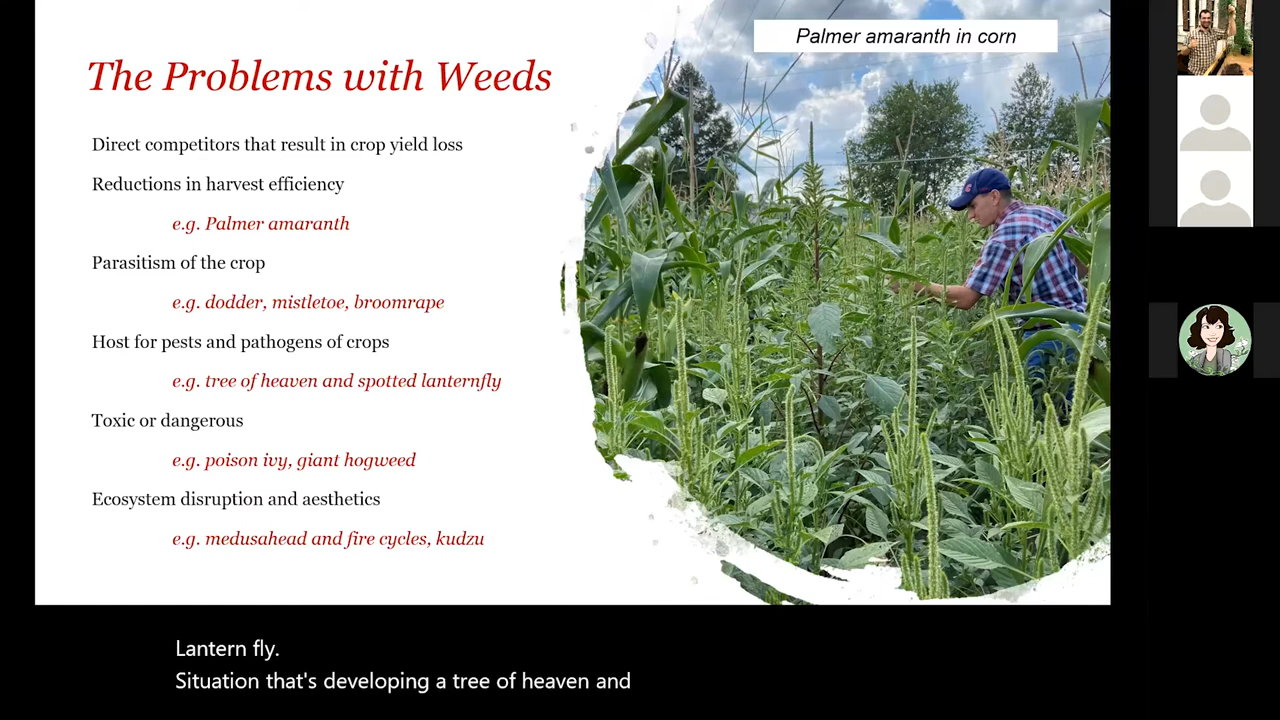 Palmer amaranth in corn
The Problems with Weeds
Direct competitors that result in crop yield loss
Reductions in harvest efficiency
e.g. Palmer amaranth
Parasitism of the crop
e.g. dodder, mistletoe, broomrape
Host for pests and pathogens of crops
e.g. tree of heaven and spotted lanternfly
Toxic or dangerous
e.g. poison ivy, giant hogweed
Ecosystem disruption and aesthetics
e.g. medusahead and fire cycles, kudzu
Lantern fly.
Situation that's developing a tree of heaven and